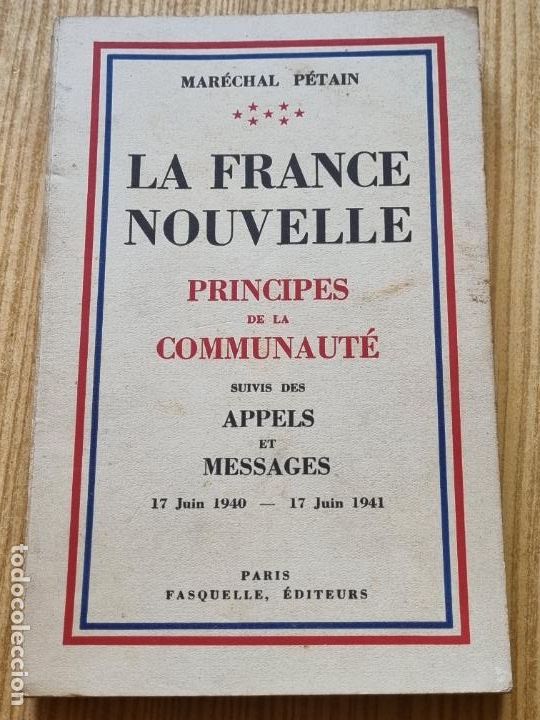 MARÉCHAL PÉTAIN
LA FRANCE
NOUVELLE
PRINCIPES
DE LA
COMMUNAUTÉ
SUIVIS DES
APPELS
ET
MESSAGES
17 Juin 1940 — 17 Juin 1941
PARIS
FASQUELLE, ÉDITEURS
todocoleccion